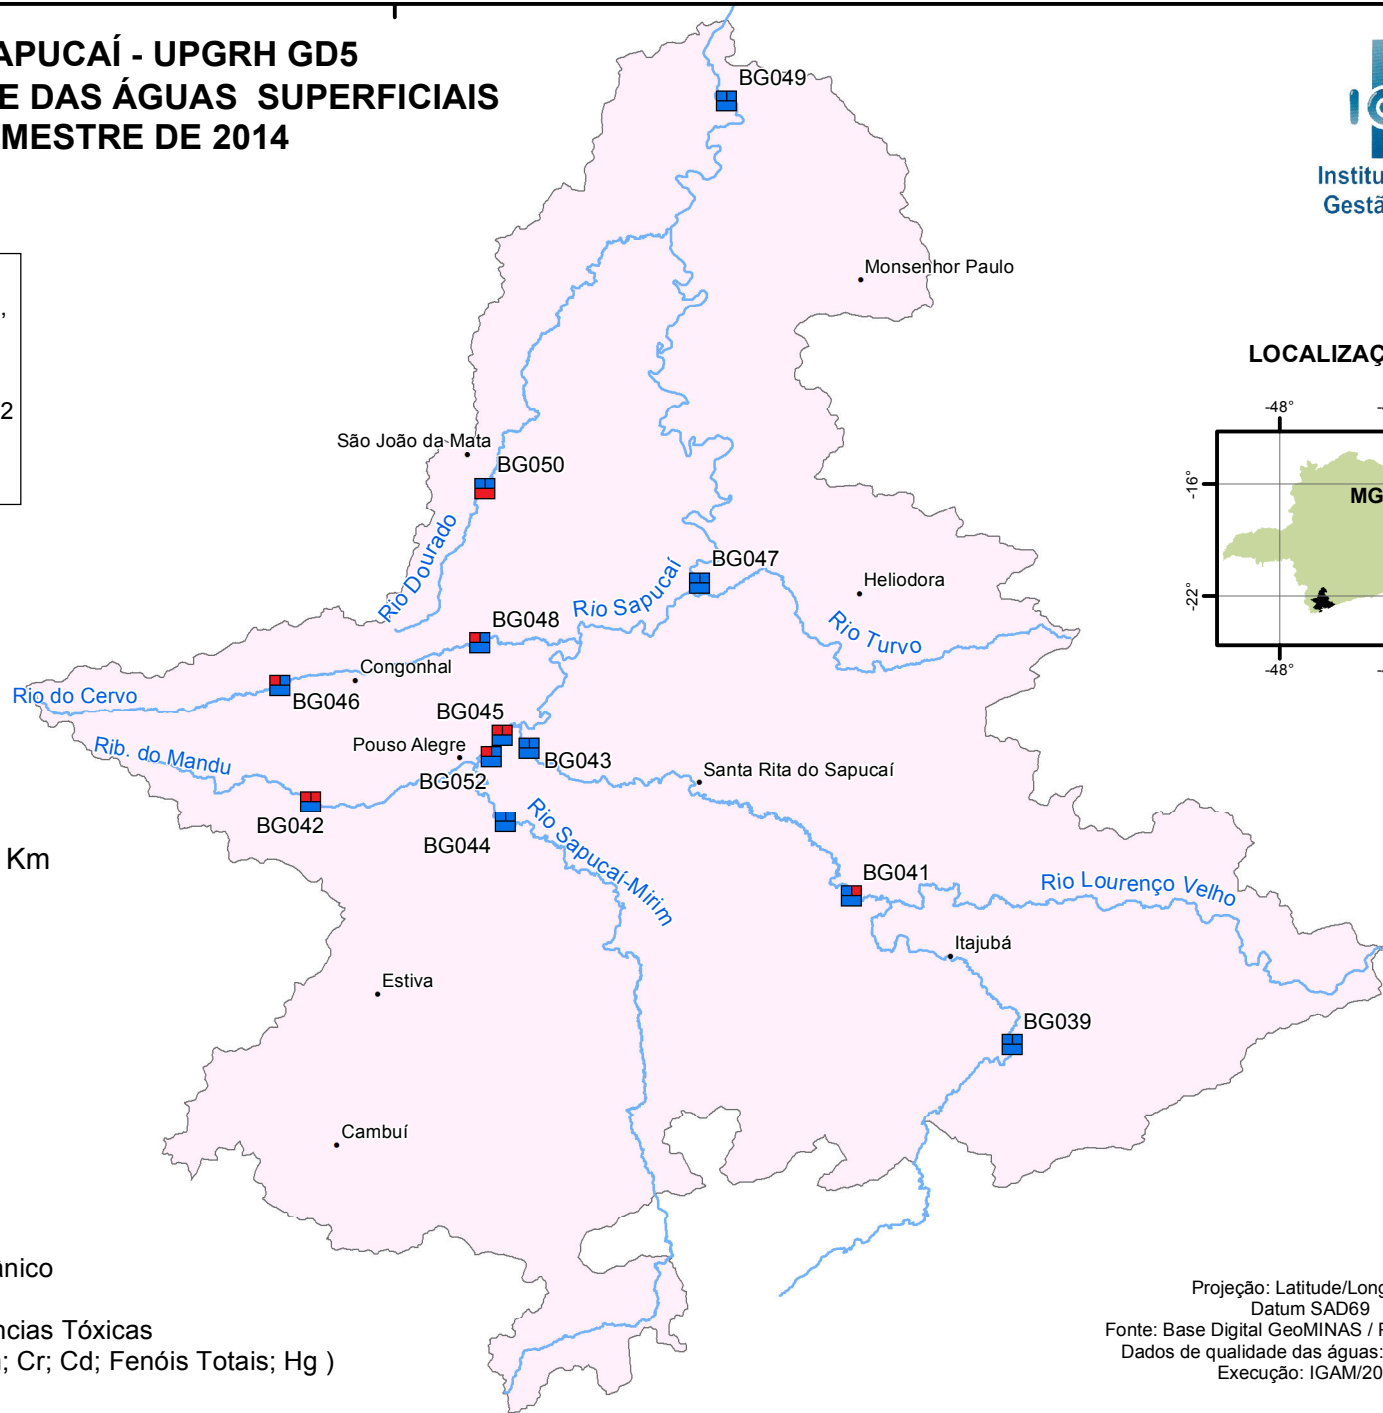 APUCAÍ - UPGRH GD5
E DAS ÁGUAS SUPERFICIAIS
MESTRE DE 2014
Institu
Gestã
,
2
BG049
Monsenhor Paulo
LOCALIZAÇ
-48°
-16°
MG
-22°
-48°
São João da Mata
BG050
Rio Dourado
BG047
Rio Sapucaí
Heliodora
Rio Turvo
BG048
Congonhal
Rio do Cervo
BG046
BG045
Rib. do Mandu
Pouso Alegre
BG043
BG052
Santa Rita do Sapucaí
BG042
BG044
Rio Sapucaí-Mirim
Km
BG041
Rio Lourenço Velho
Itajubá
Estiva
BG039
Cambuí
ânico
ncias Tóxicas
; Cr; Cd; Fenóis Totais; Hg )
Projeção: Latitude/Long
Datum SAD69
Fonte: Base Digital GeoMINAS /
Dados de qualidade das águas:
Execução: IGAM/20